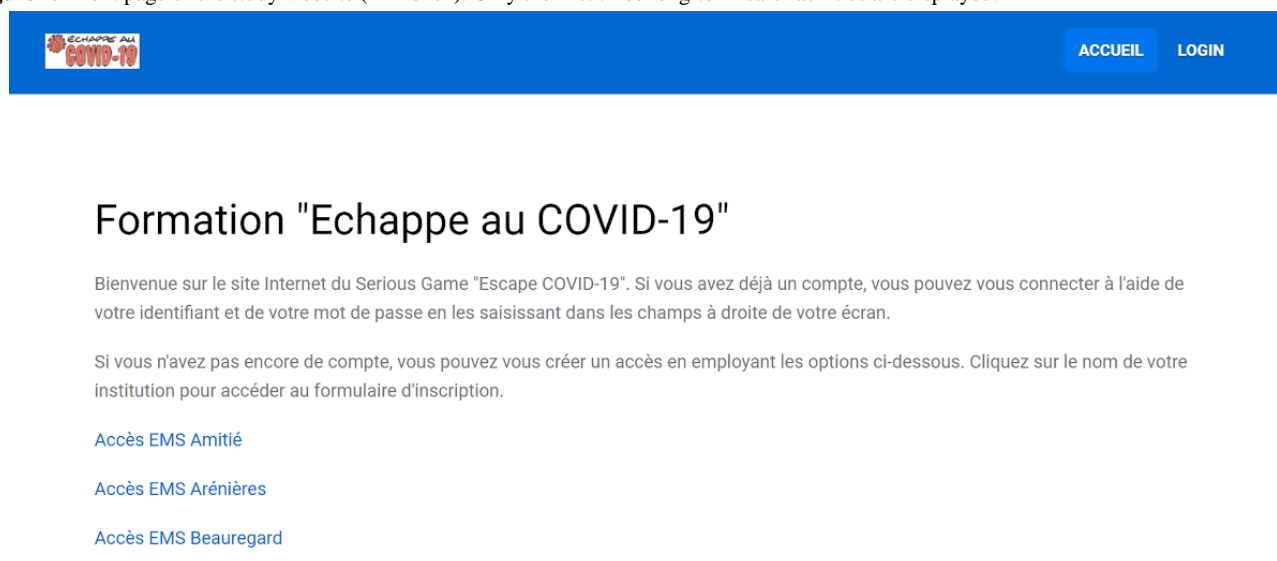 ÉCHAPPE AU
COVID-19
ACCUEIL LOGIN
Formation "Echappe au COVID-19"
Bienvenue sur le site Internet du Serious Game "Escape COVID-19". Si vous avez déjà un compte, vous pouvez vous connecter à l'aide de
votre identifiant et de votre mot de passe en les saisissant dans les champs à droite de votre écran.
Si vous n'avez pas encore de compte, vous pouvez vous créer un accès en employant les options ci-dessous. Cliquez sur le nom de votre
institution pour accéder au formulaire d'inscription.
Accès EMS Amitié
Accès EMS Arénières
Accès EMS Beauregard